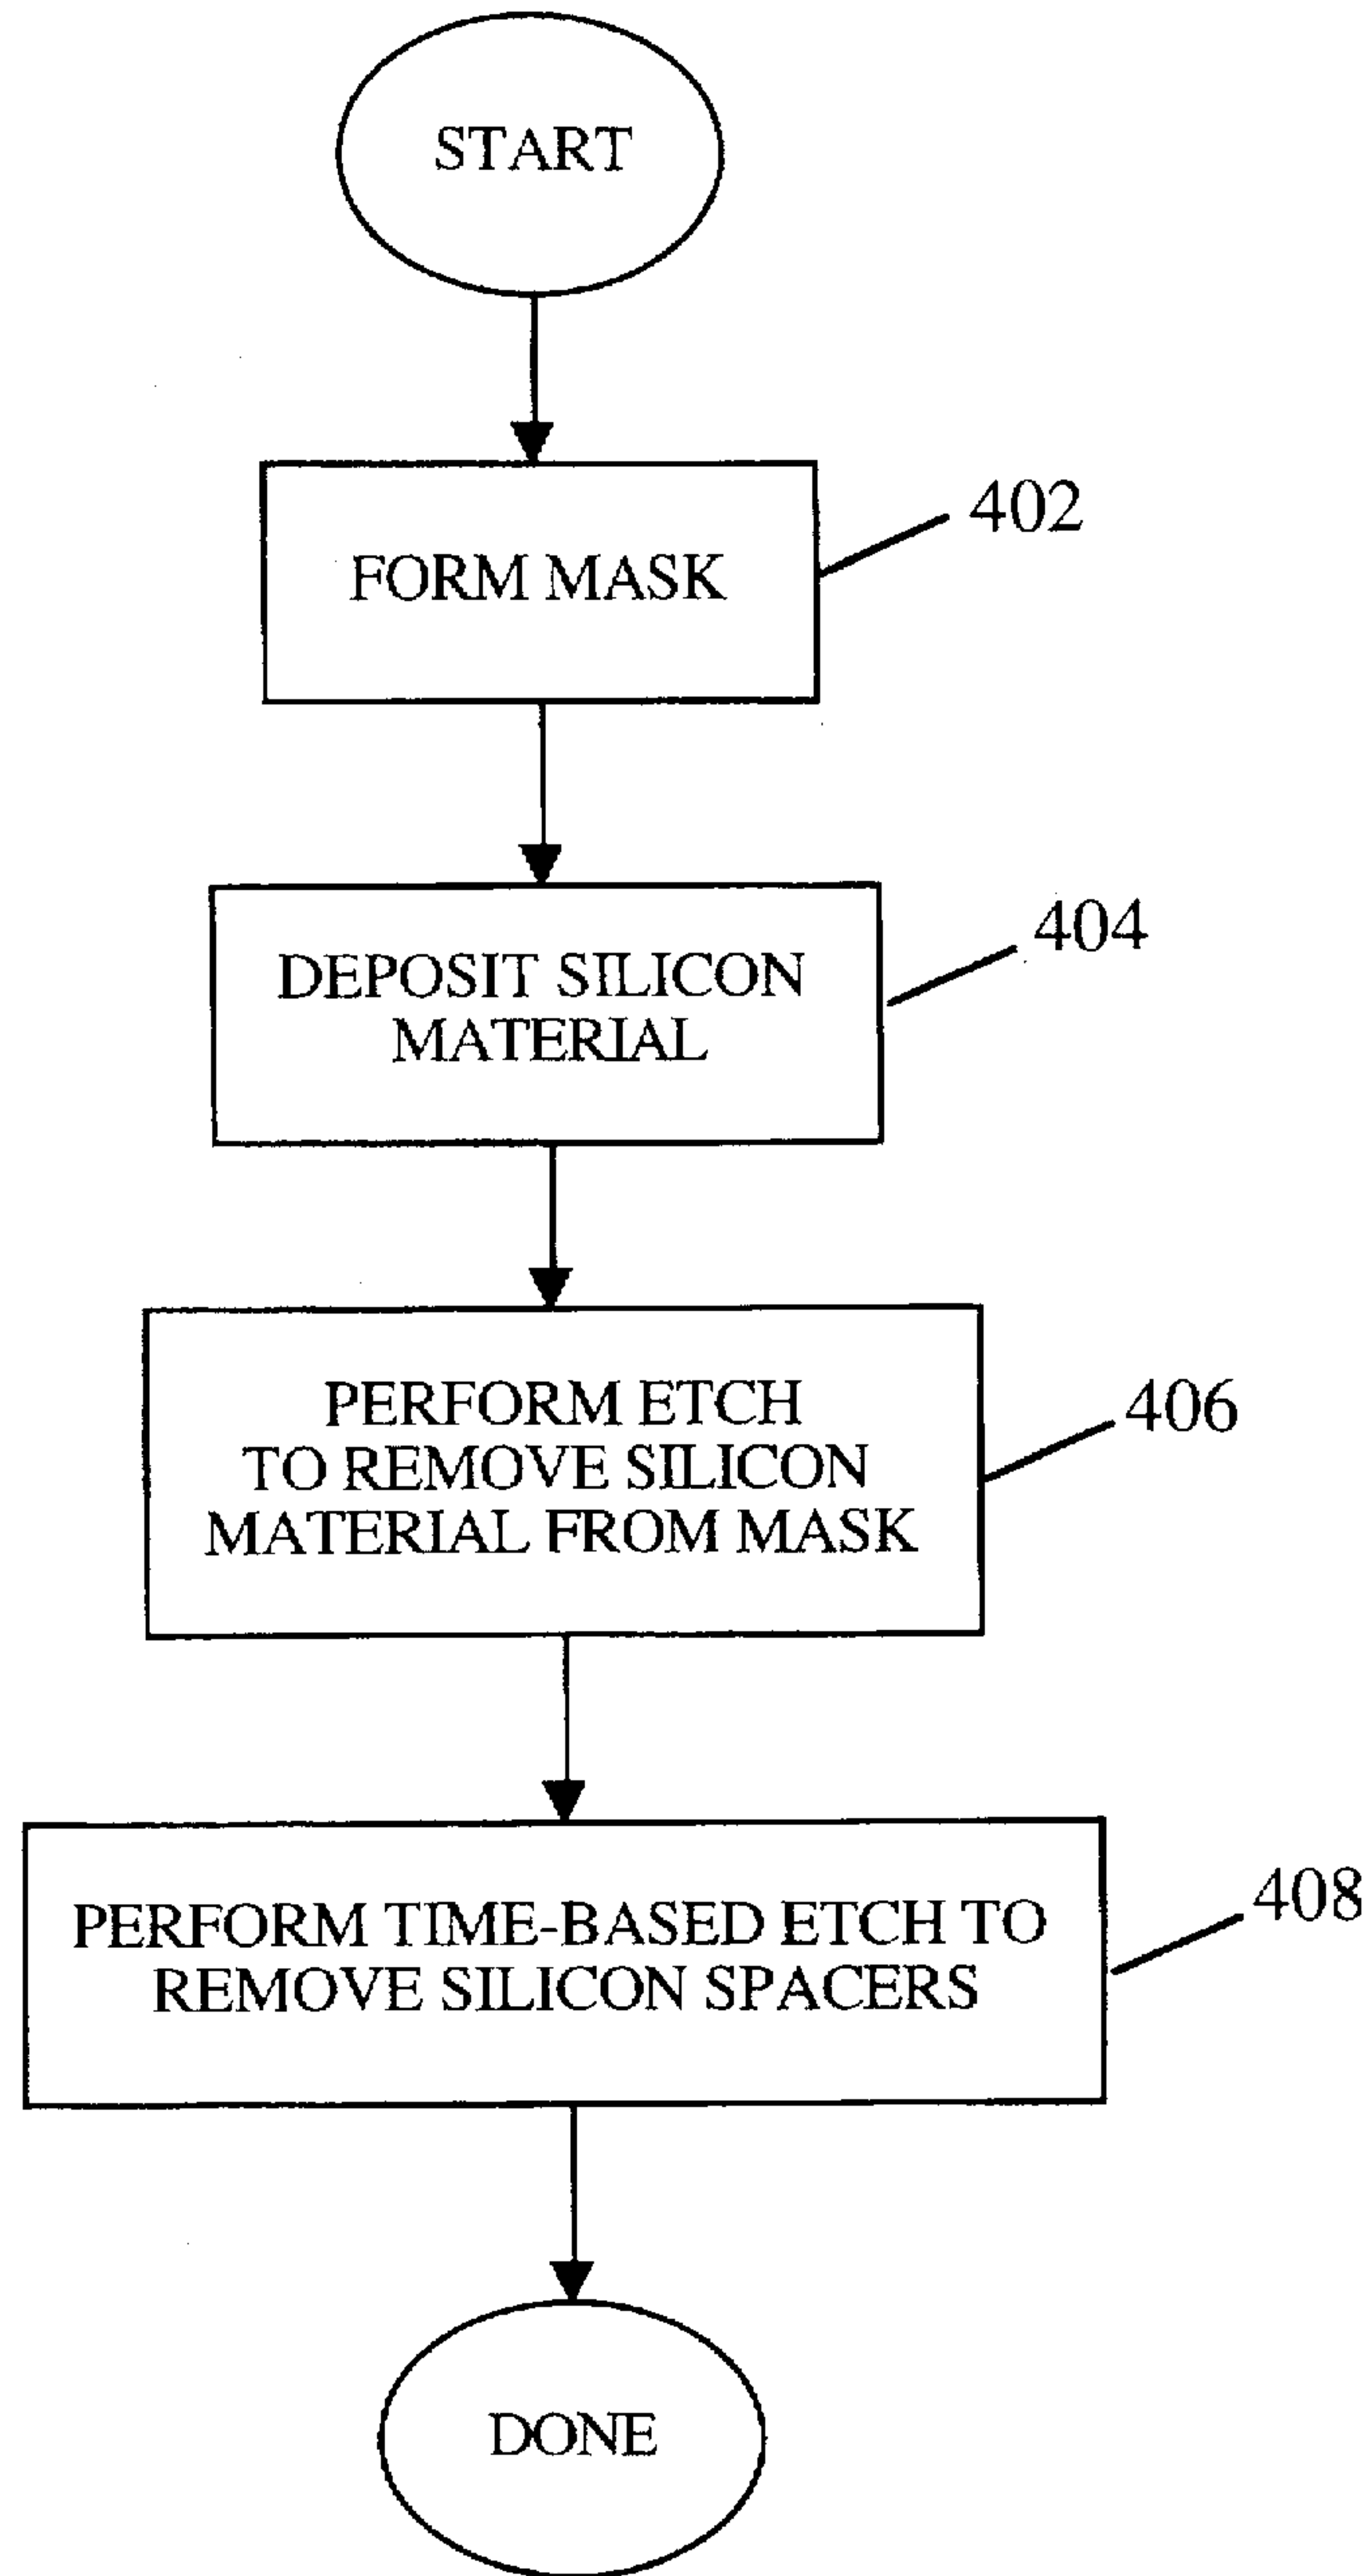 START
FORM MASK
402
DEPOSIT SILICON
MATERIAL
404
PERFORM ETCH
TO REMOVE SILICON
MATERIAL FROM MASK
406
PERFORM TIME-BASED ETCH TO
REMOVE SILICON SPACERS
408
DONE